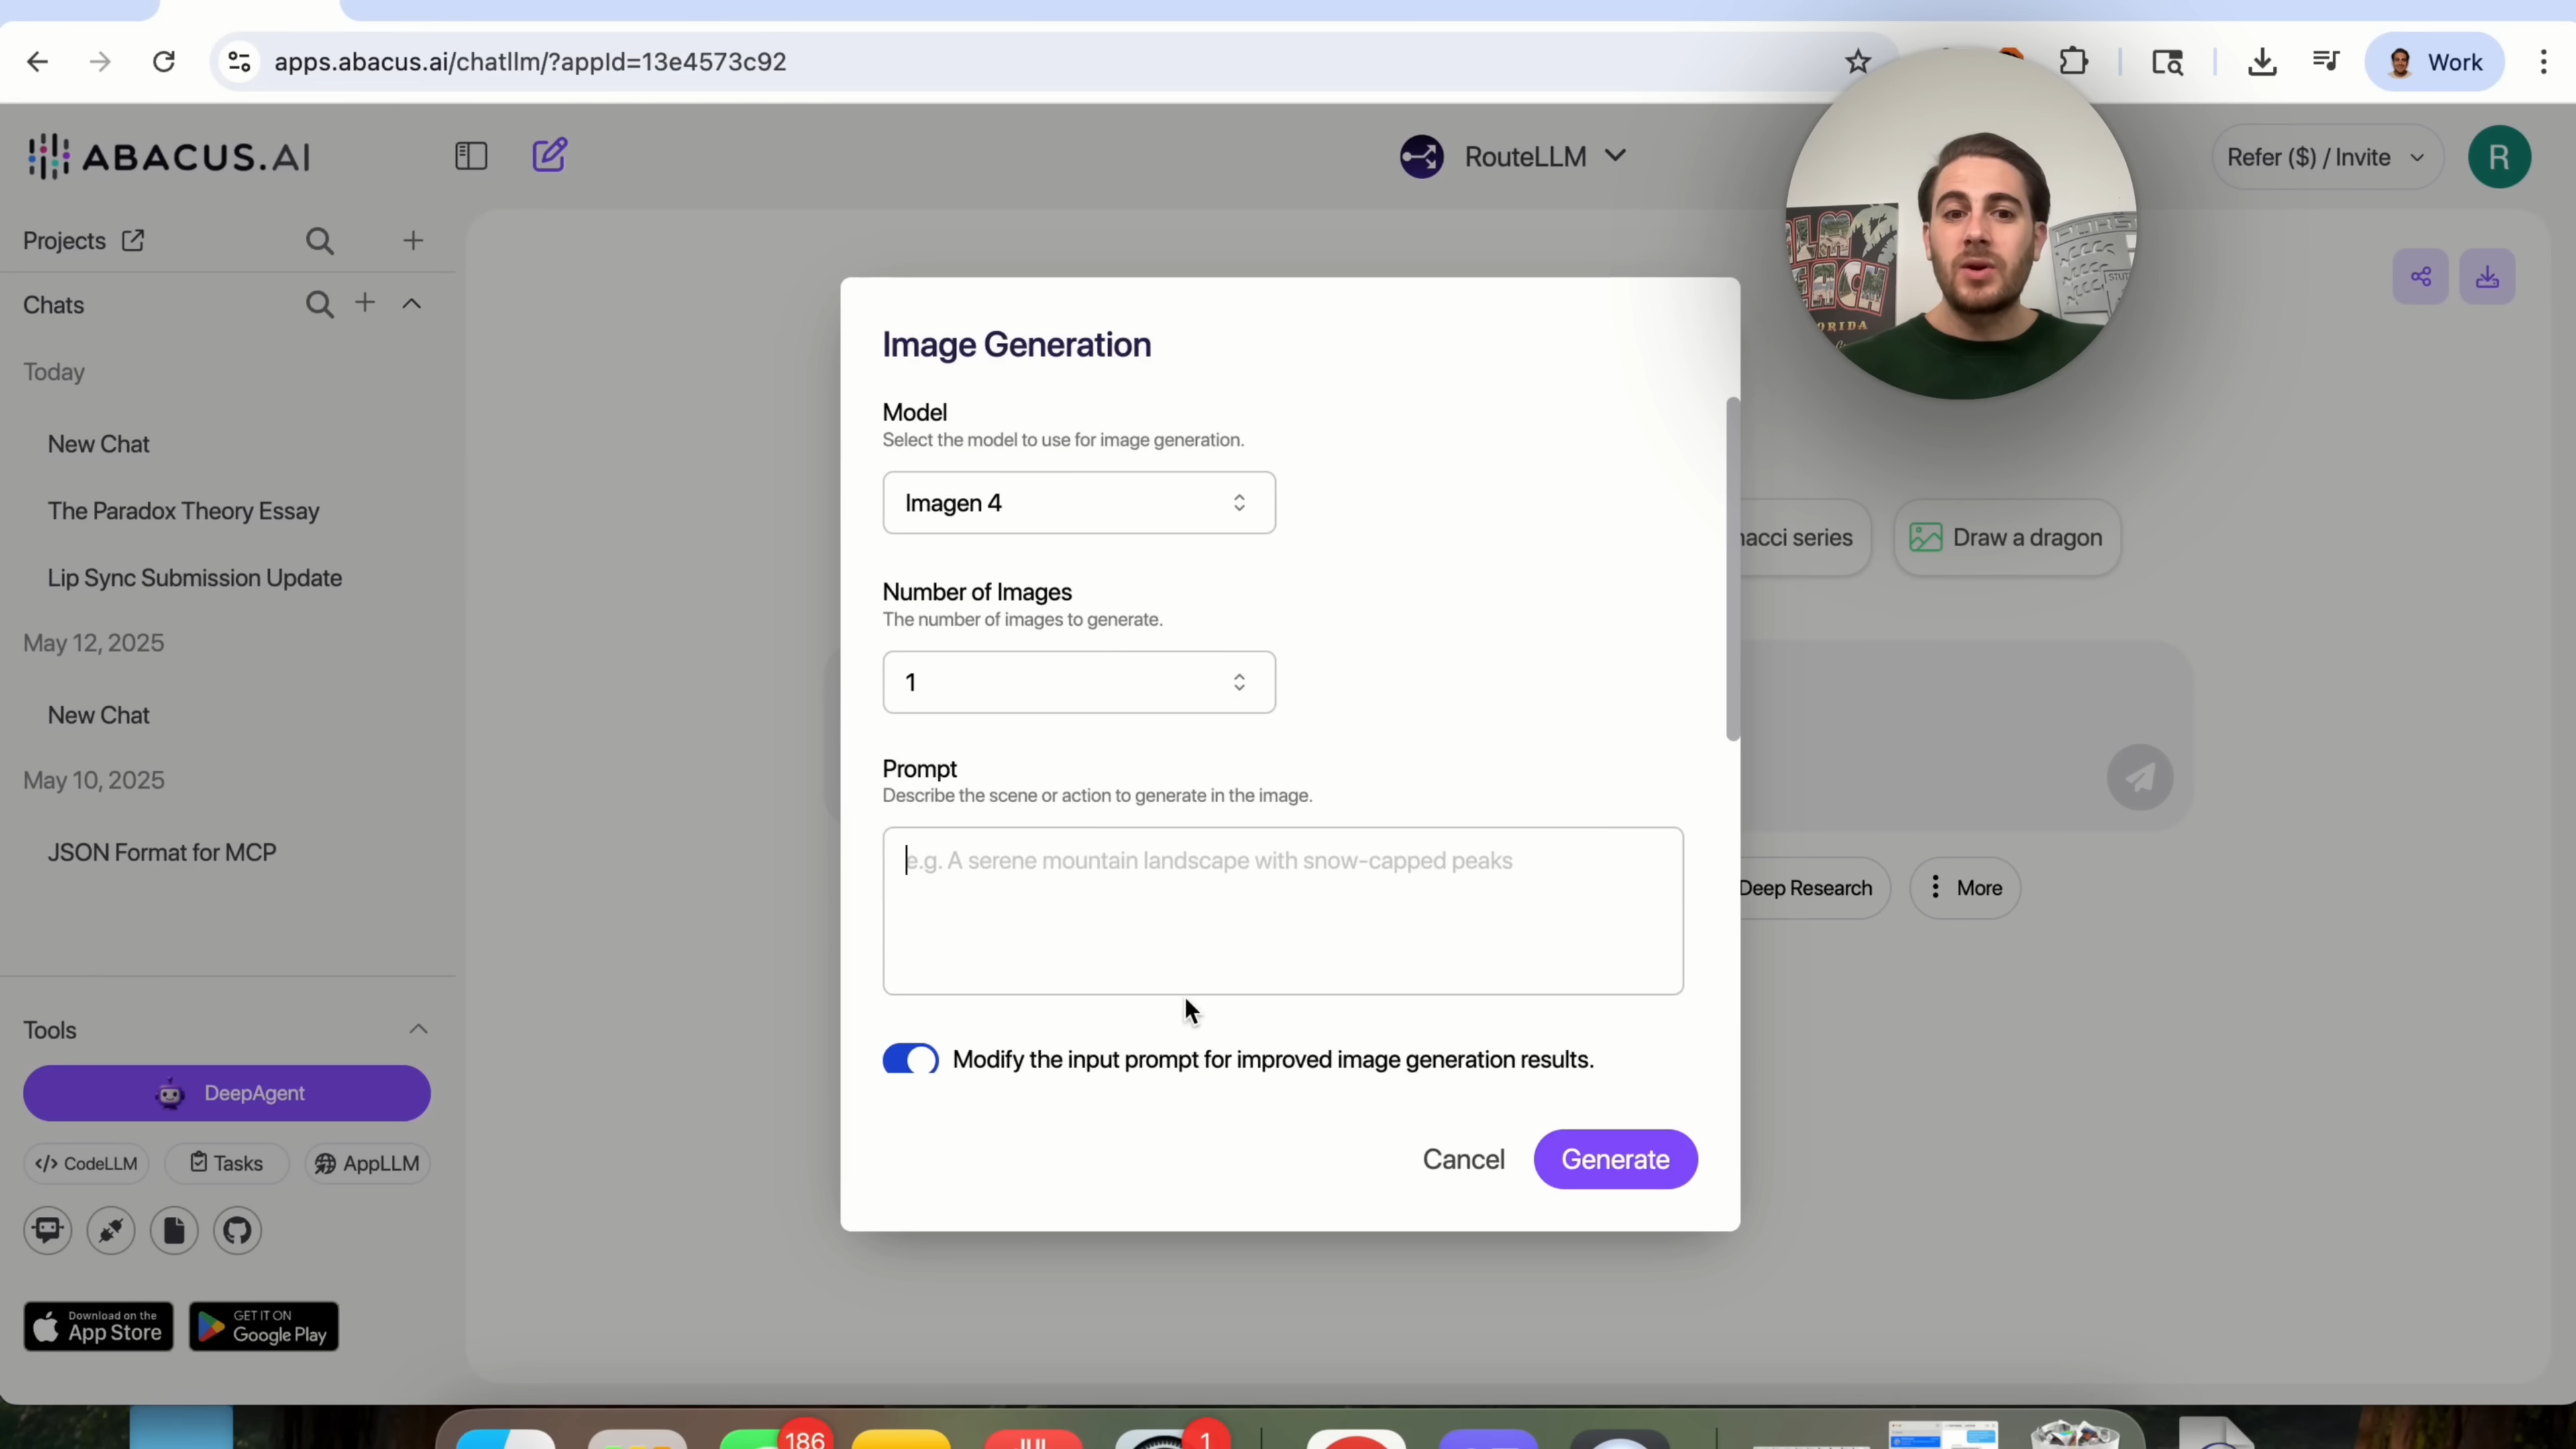 apps.abacus.ai/chatllm/?appId=13e4573c92
Work
ABACUS.AI
RouteLLM
Refer ($) / Invite
R
Projects
Chats
Today
New Chat
The Paradox Theory Essay
Lip Sync Submission Update
May 12, 2025
New Chat
May 10, 2025
JSON Format for MCP
Tools
DeepAgent
</> CodeLLM
Tasks
AppLLM
Download on the
App Store
GET IT ON
Google Play
Image Generation
Model
Select the model to use for image generation.
Imagen 4
Number of Images
The number of images to generate.
1
Prompt
Describe the scene or action to generate in the image.
e.g. A serene mountain landscape with snow-capped peaks
Modify the input prompt for improved image generation results.
Cancel
Generate
nacci series
Draw a dragon
Deep Research
More
ALM
EACH
ORIDA
186
JUL
1